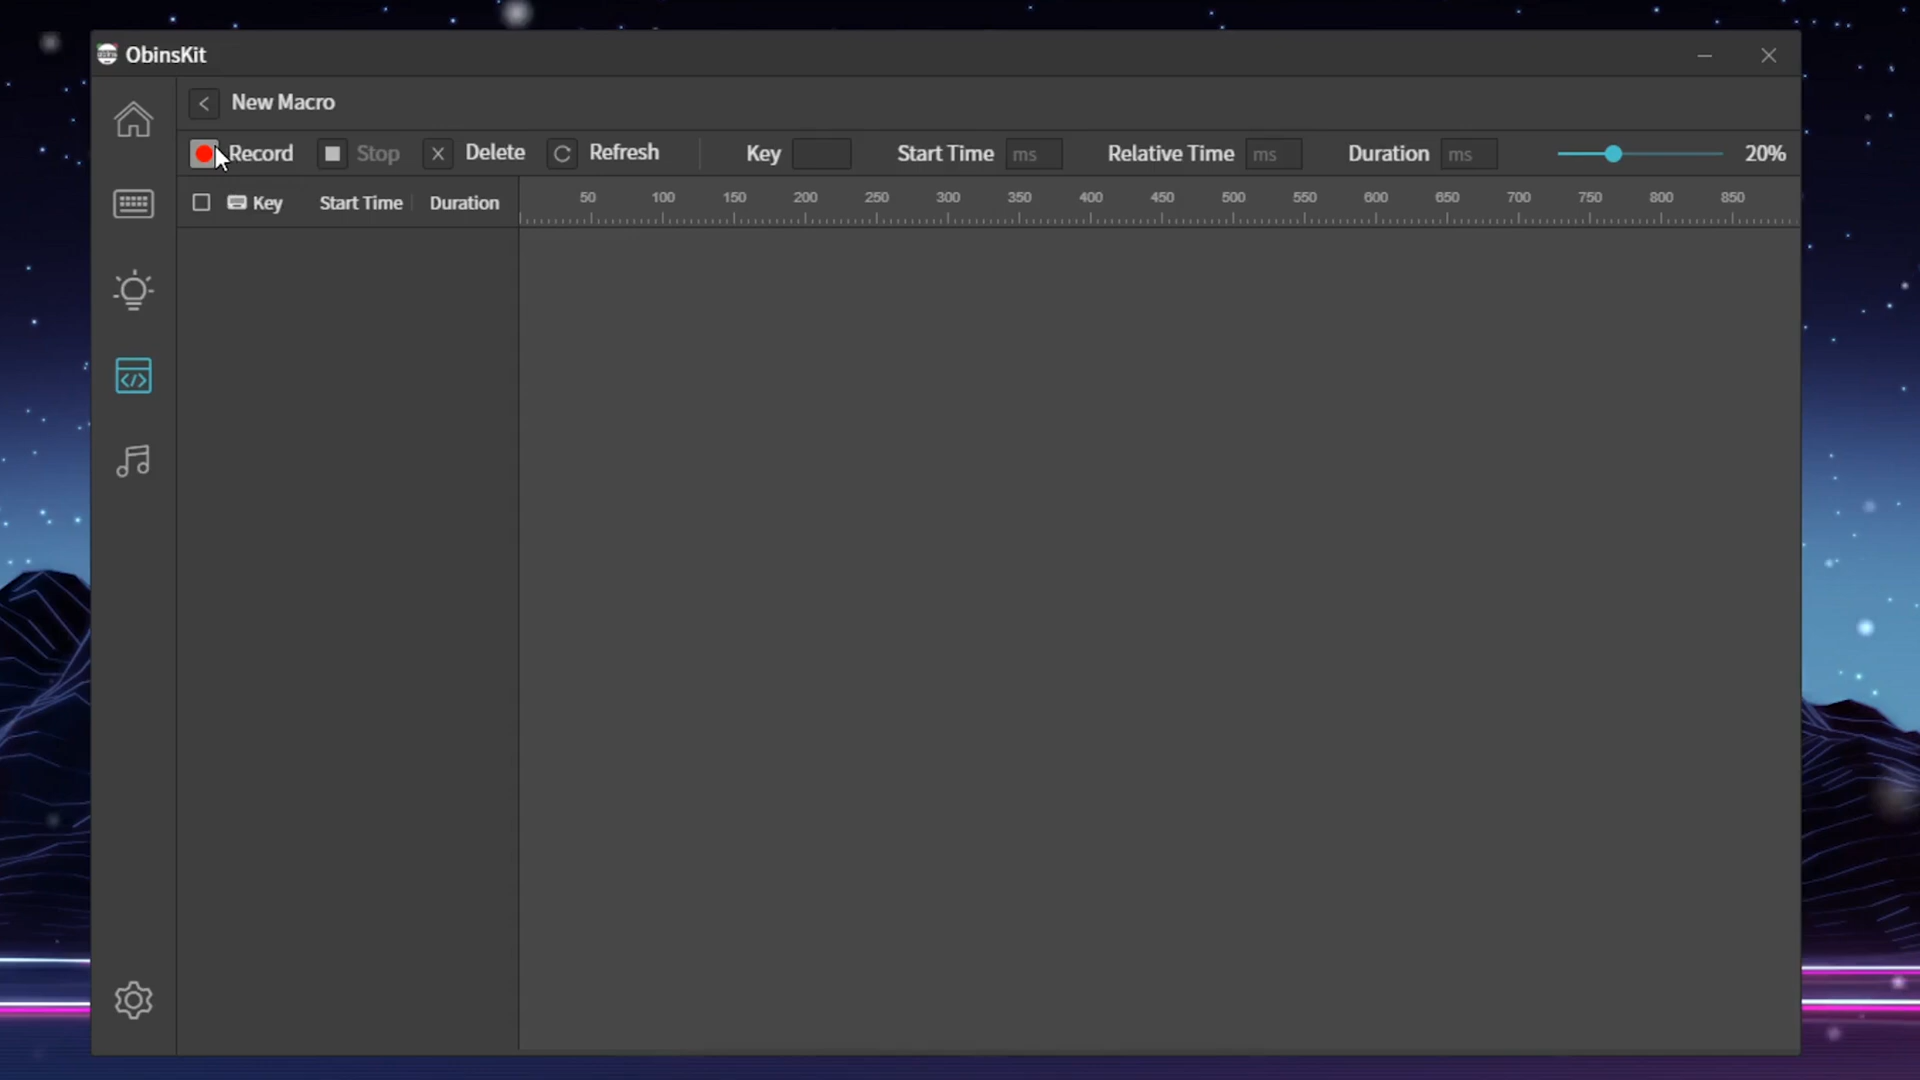 ObinsKit
New Macro
Record Stop Delete Refresh Key Start Time ms Relative Time ms Duration ms 20%
Key Start Time Duration 50 100 150 200 250 300 350 400 450 500 550 600 650 700 750 800 850